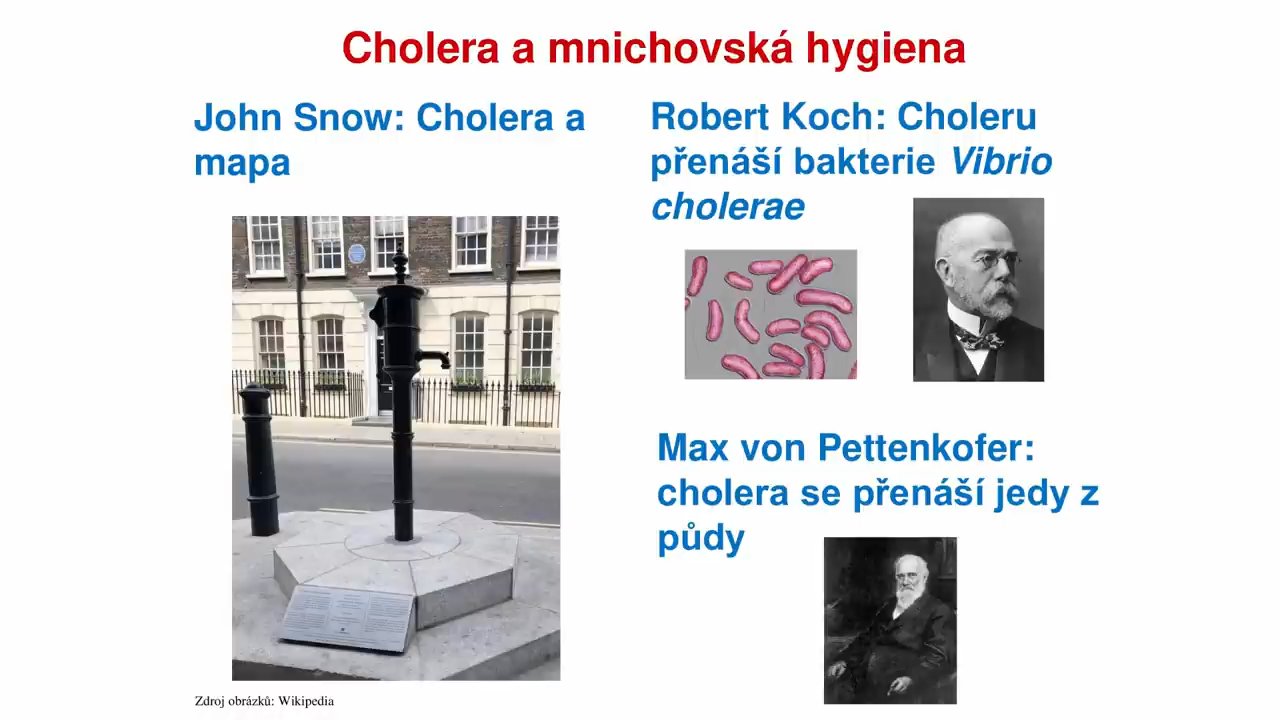 Cholera a mnichovská hygiena
John Snow: Cholera a
mapa
Robert Koch: Choleru
přenáší bakterie Vibrio
cholerae
Max von Pettenkofer:
cholera se přenáší jedy z
půdy
Zdroj obrázků: Wikipedia